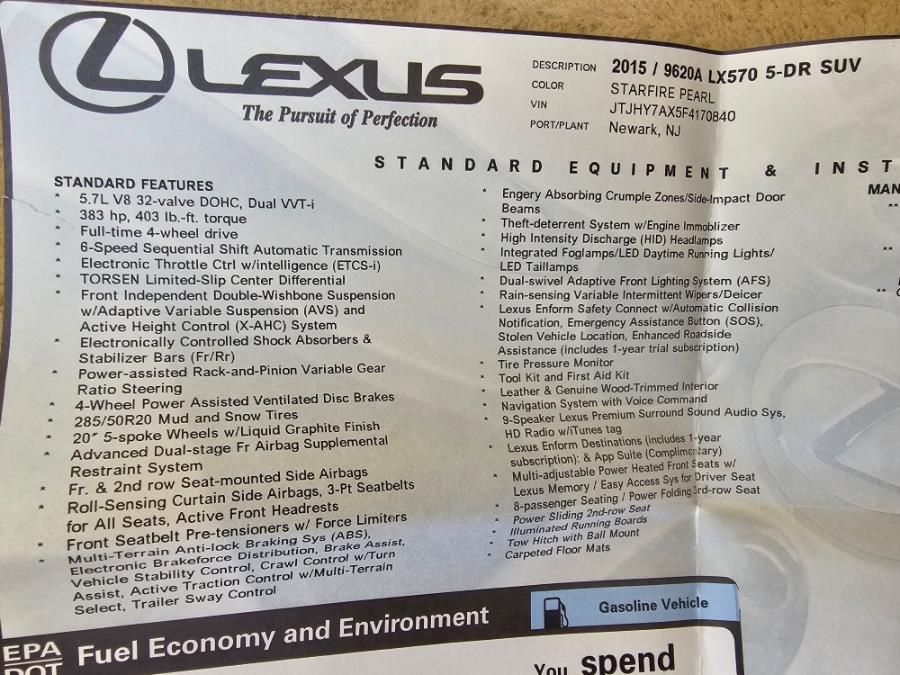 LEXUS
The Pursuit of Perfection
DESCRIPTION 2015 / 9620A LX570 5-DR SUV
COLOR STARFIRE PEARL
VIN JTJHY7AX5F4170840
PORT/PLANT Newark, NJ
STANDARD EQUIPMENT & INST
STANDARD FEATURES
* 5.7L V8 32-valve DOHC, Dual VVT-i
* 383 hp, 403 lb.-ft. torque
* Full-time 4-wheel drive
* 6-Speed Sequential Shift Automatic Transmission
* Electronic Throttle Ctrl w/intelligence (ETCS-i)
* TORSEN Limited-Slip Center Differential
* Front Independent Double-Wishbone Suspension
w/Adaptive Variable Suspension (AVS) and
Active Height Control (X-AHC) System
* Electronically Controlled Shock Absorbers &
Stabilizer Bars (Fr/Rr)
* Power-assisted Rack-and-Pinion Variable Gear
Ratio Steering
* 4-Wheel Power Assisted Ventilated Disc Brakes
* 285/50R20 Mud and Snow Tires
* 20" 5-spoke Wheels w/Liquid Graphite Finish
* Advanced Dual-stage Fr Airbag Supplemental
Restraint System
* Fr. & 2nd row Seat-mounted Side Airbags
* Roll-Sensing Curtain Side Airbags, 3-Pt Seatbelts
for All Seats, Active Front Headrests
* Front Seatbelt Pre-tensioners w/ Force Limiters
* Multi-Terrain Anti-lock Braking Sys (ABS),
Electronic Brakeforce Distribution, Brake Assist,
Vehicle Stability Control, Crawl Control w/Turn
Assist, Active Traction Control w/Multi-Terrain
Select, Trailer Sway Control
* Engery Absorbing Crumple Zones/Side-Impact Door
Beams
* Theft-deterrent System w/Engine Immoblizer
* High Intensity Discharge (HID) Headlamps
* Integrated Foglamps/LED Daytime Running Lights/
LED Taillamps
* Dual-swivel Adaptive Front Lighting System (AFS)
* Rain-sensing Variable Intermittent Wipers/Deicer
* Lexus Enform Safety Connect w/Automatic Collision
Notification, Emergency Assistance Button (SOS),
Stolen Vehicle Location, Enhanced Roadside
Assistance (includes 1-year trial subscription)
* Tire Pressure Monitor
* Tool Kit and First Aid Kit
* Leather & Genuine Wood-Trimmed Interior
* Navigation System with Voice Command
* 9-Speaker Lexus Premium Surround Sound Audio Sys,
HD Radio w/iTunes tag
* Lexus Enform Destinations (includes 1-year
subscription): & App Suite (Complimentary)
* Multi-adjustable Power Heated Front Seats w/
Lexus Memory / Easy Access Sys for Driver Seat
* 8-passenger Seating / Power Folding 3rd-row Seat
* Power Sliding 2nd-row Seat
* Illuminated Running Boards
* Tow Hitch with Ball Mount
* Carpeted Floor Mats
MAN
**
**
**
EPA
DOT
Fuel Economy and Environment
Gasoline Vehicle
You spend